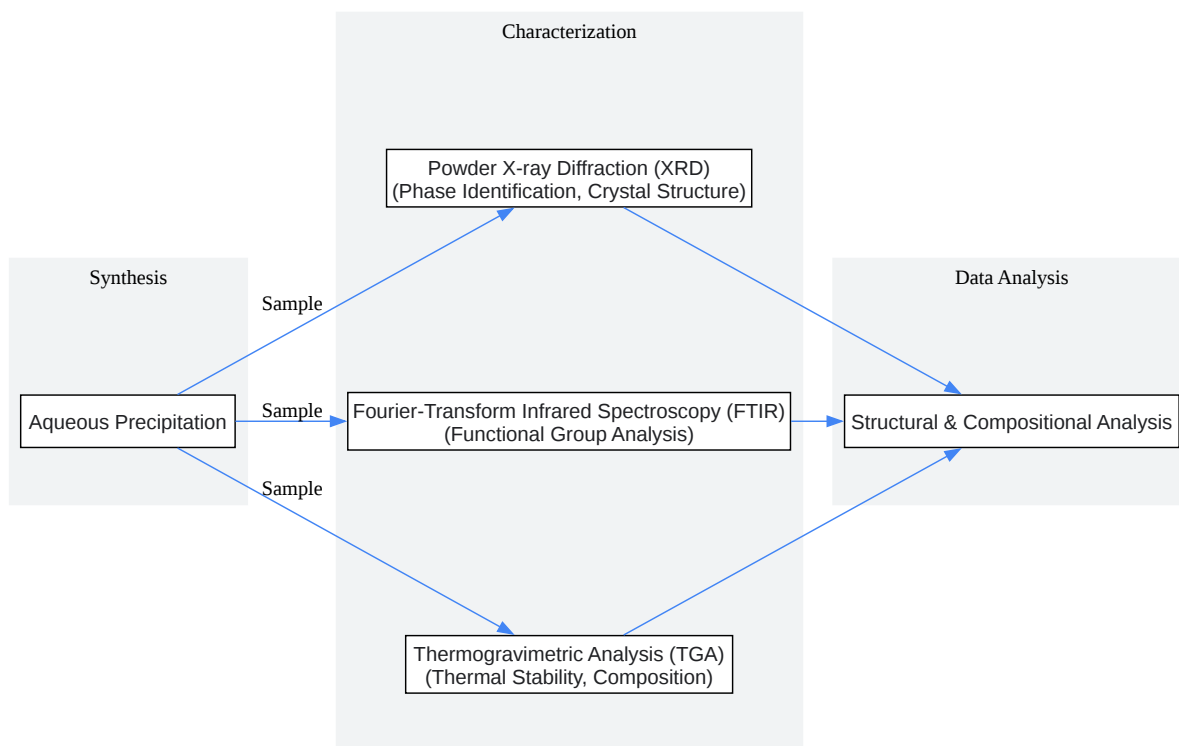 Characterization
Powder X-ray Diffraction (XRD)
(Phase Identification, Crystal Structure)
Synthesis
Data Analysis
Sample
Aqueous Precipitation
Sample
Fourier-Transform Infrared Spectroscopy (FTIR)
(Functional Group Analysis)
Structural & Compositional Analysis
Sample
Thermogravimetric Analysis (TGA)
(Thermal Stability, Composition)